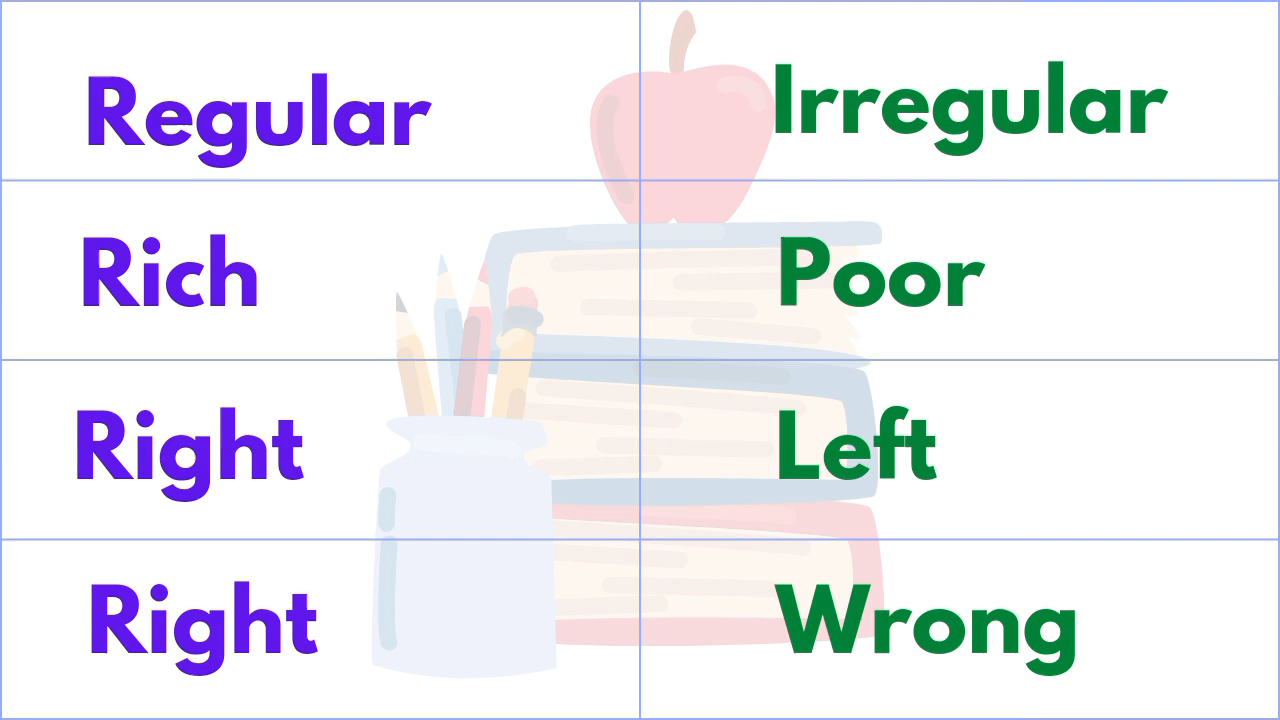 Regular Irregular
Rich Poor
Right Left
Right Wrong